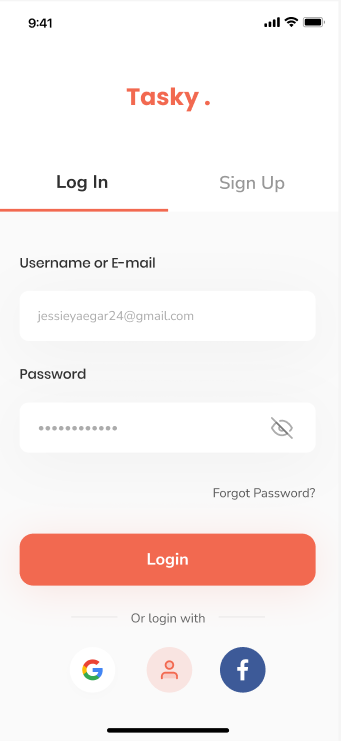 9:41
Tasky .
Log In
Sign Up
Username or E-mail
jessieyaegar24@gmail.com
Password
••••••••••••
Forgot Password?
Login
Or login with